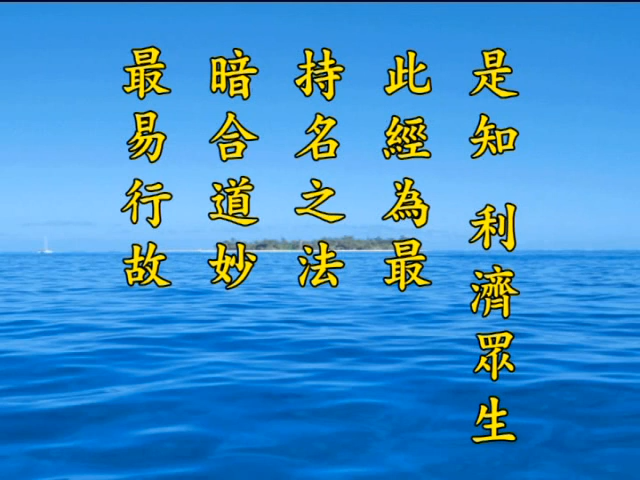 是知 利濟眾生
此經為最
持名之法
暗合道妙
最易行故